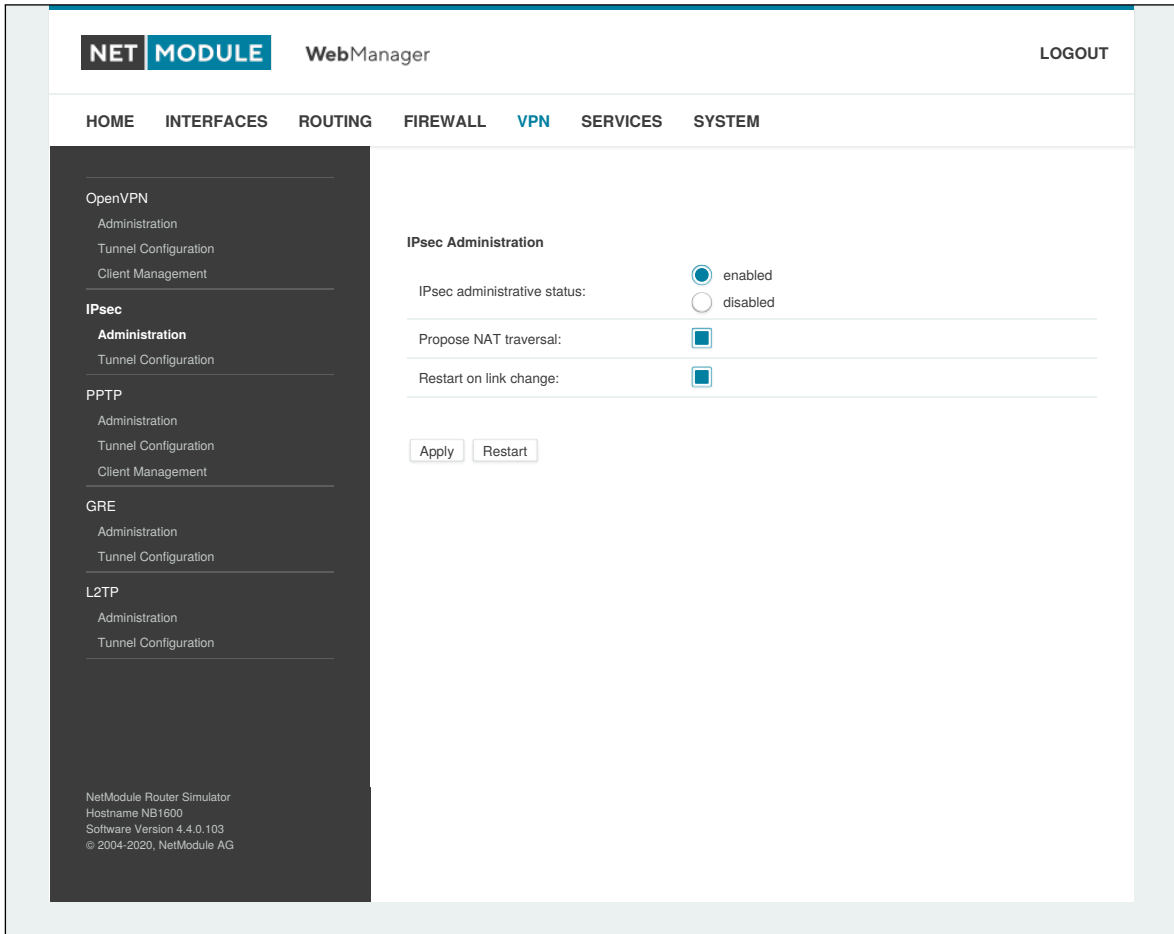 NET MODULE WebManager LOGOUT
HOME INTERFACES ROUTING FIREWALL VPN SERVICES SYSTEM
OpenVPN
Administration
Tunnel Configuration
Client Management
IPsec
Administration
Tunnel Configuration
PPTP
Administration
Tunnel Configuration
Client Management
GRE
Administration
Tunnel Configuration
L2TP
Administration
Tunnel Configuration
NetModule Router Simulator
Hostname NB1600
Software Version 4.4.0.103
© 2004-2020, NetModule AG
IPsec Administration
IPsec administrative status:
enabled
disabled
Propose NAT traversal:
Restart on link change:
Apply Restart